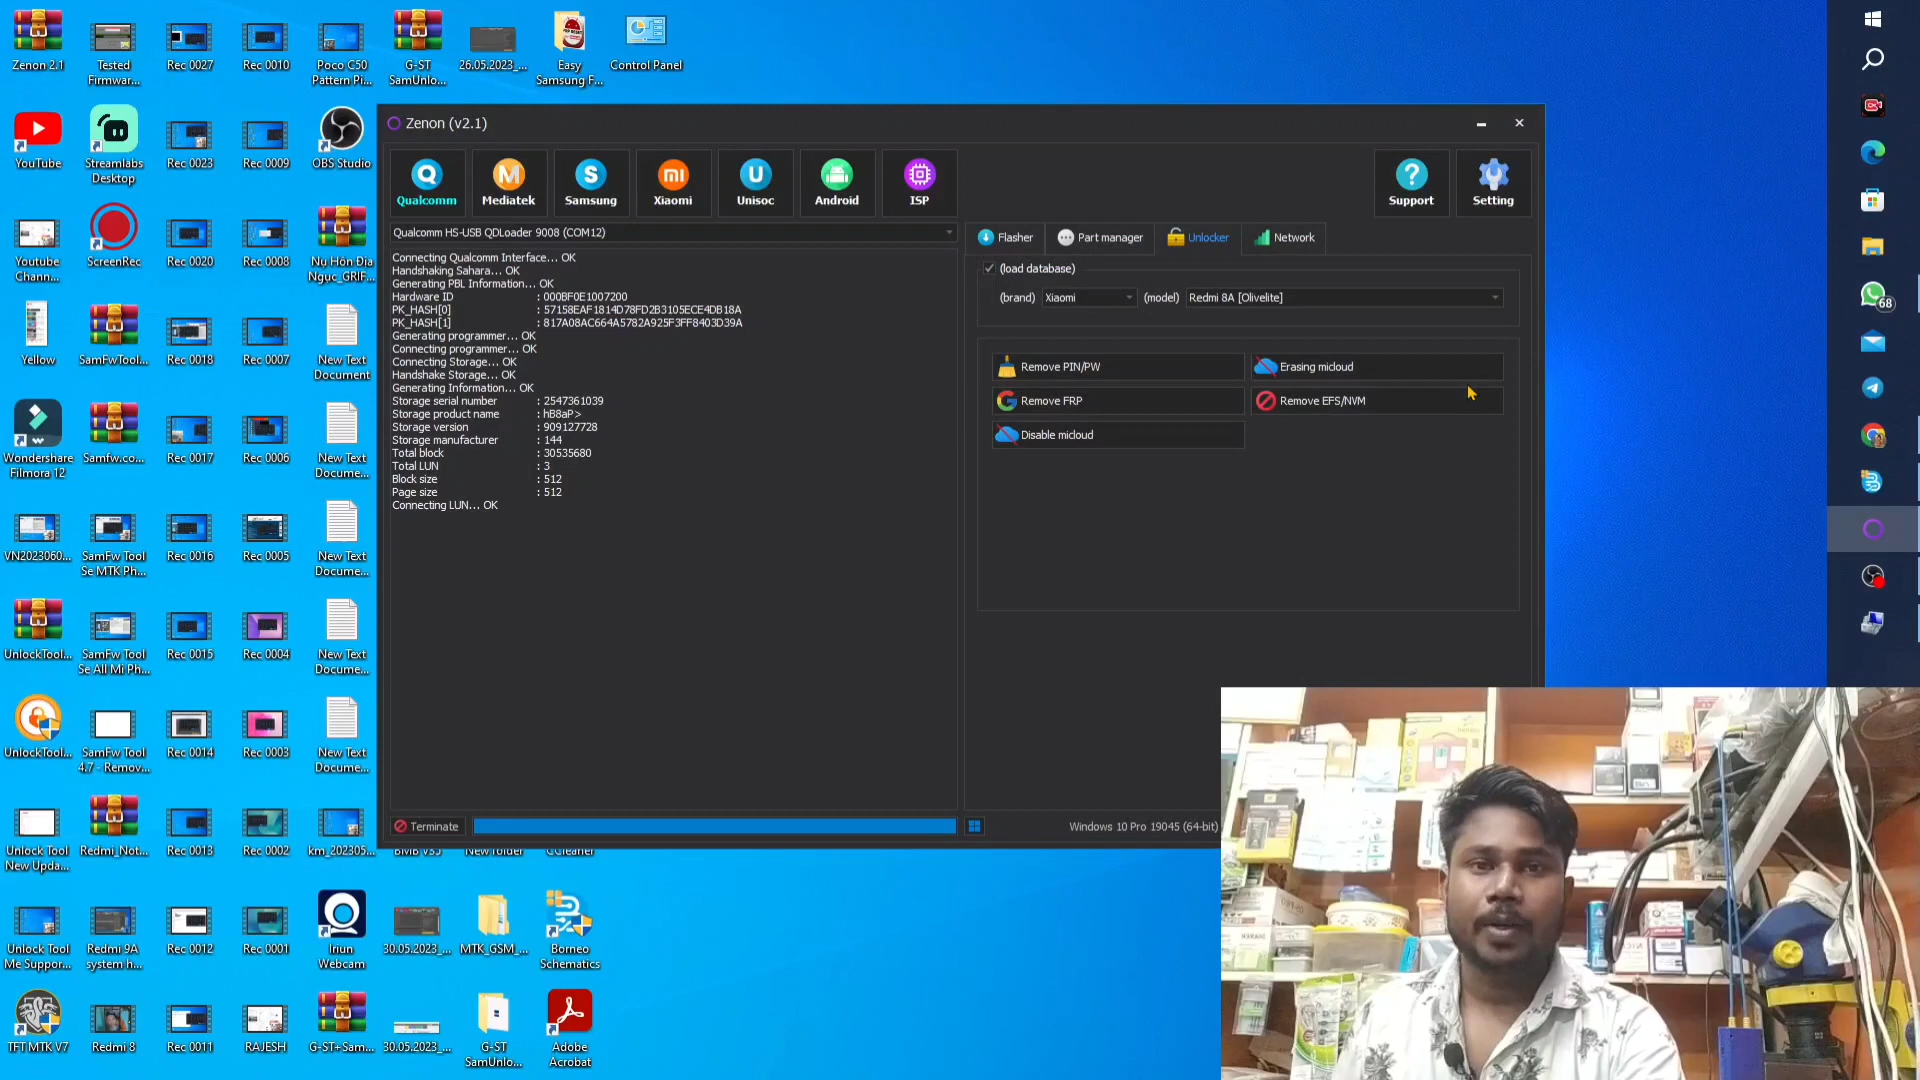 Zenon 2.1
Tested
Firmwar...
Rec 0027
Rec 0010
Poco C50
Pattern Pi...
G-ST
SamUnlo...
26.05.2023_...
Easy
Samsung F...
Control Panel
YouTube
Streamlabs
Desktop
Rec 0023
Rec 0009
OBS Studio
Youtube
Chann...
ScreenRec
Rec 0020
Rec 0008
Nụ Hôn Địa
Ngục_GRIF...
Yellow
SamFwTool...
Rec 0018
Rec 0007
New Text
Document
Wondershare
Filmora 12
Samfw.co...
Rec 0017
Rec 0006
New Text
Docume...
VN2023060...
SamFw Tool
Se MTK Ph...
Rec 0016
Rec 0005
New Text
Docume...
UnlockTool...
SamFw Tool
Se All Mi Ph...
Rec 0015
Rec 0004
New Text
Docume...
UnlockTool...
SamFw Tool
4.7 - Remov...
Rec 0014
Rec 0003
New Text
Docume...
Unlock Tool
New Upda...
Redmi_Not...
Rec 0013
Rec 0002
km_202305...
BMB V35
New folder
CCleaner
Unlock Tool
Me Suppor...
Redmi 9A
system h...
Rec 0012
Rec 0001
Iriun
Webcam
30.05.2023_...
MTK_GSM_...
Borneo
Schematics
TFT MTK V7
Redmi 8
Rec 0011
RAJESH
G-ST+Sam...
30.05.2023_...
G-ST
SamUnlo...
Adobe
Acrobat
Zenon (v2.1)
Qualcomm
Mediatek
Samsung
Xiaomi
Unisoc
Android
ISP
Support
Setting
Qualcomm HS-USB QDLoader 9008 (COM12)
Connecting Qualcomm Interface... OK
Handshaking Sahara... OK
Generating PBL Information... OK
Hardware ID : 000BF0E1007200
PK_HASH[0] : 57158EAF1814D78FD2B3105ECE4DB18A
PK_HASH[1] : 817A08AC664A5782A925F3FF8403D39A
Generating programmer... OK
Connecting programmer... OK
Connecting Storage... OK
Handshake Storage... OK
Generating Information... OK
Storage serial number : 2547361039
Storage product name : hB8aP>
Storage version : 909127728
Storage manufacturer : 144
Total block : 30535680
Total LUN : 3
Block size : 512
Page size : 512
Connecting LUN... OK
Terminate
Flasher
Part manager
Unlocker
Network
(load database)
(brand) Xiaomi (model) Redmi 8A [Olivelite]
Remove PIN/PW
Erasing micloud
Remove FRP
Remove EFS/NVM
Disable micloud
Windows 10 Pro 19045 (64-bit)
68